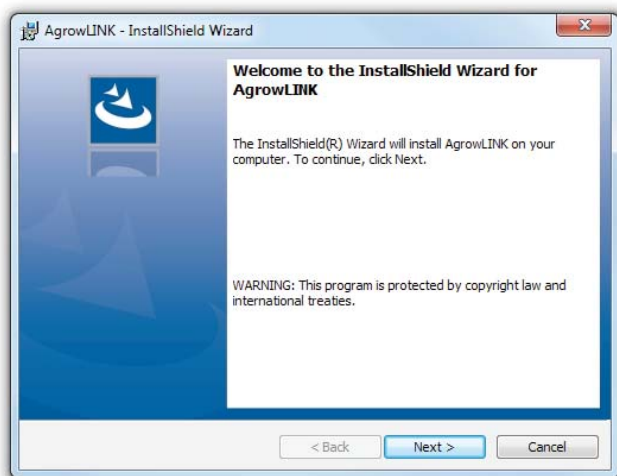 AgrowLINK - InstallShield Wizard
Welcome to the InstallShield Wizard for
AgrowLINK
The InstallShield(R) Wizard will install AgrowLINK on your
computer. To continue, click Next.
WARNING: This program is protected by copyright law and
international treaties.
< Back Next > Cancel